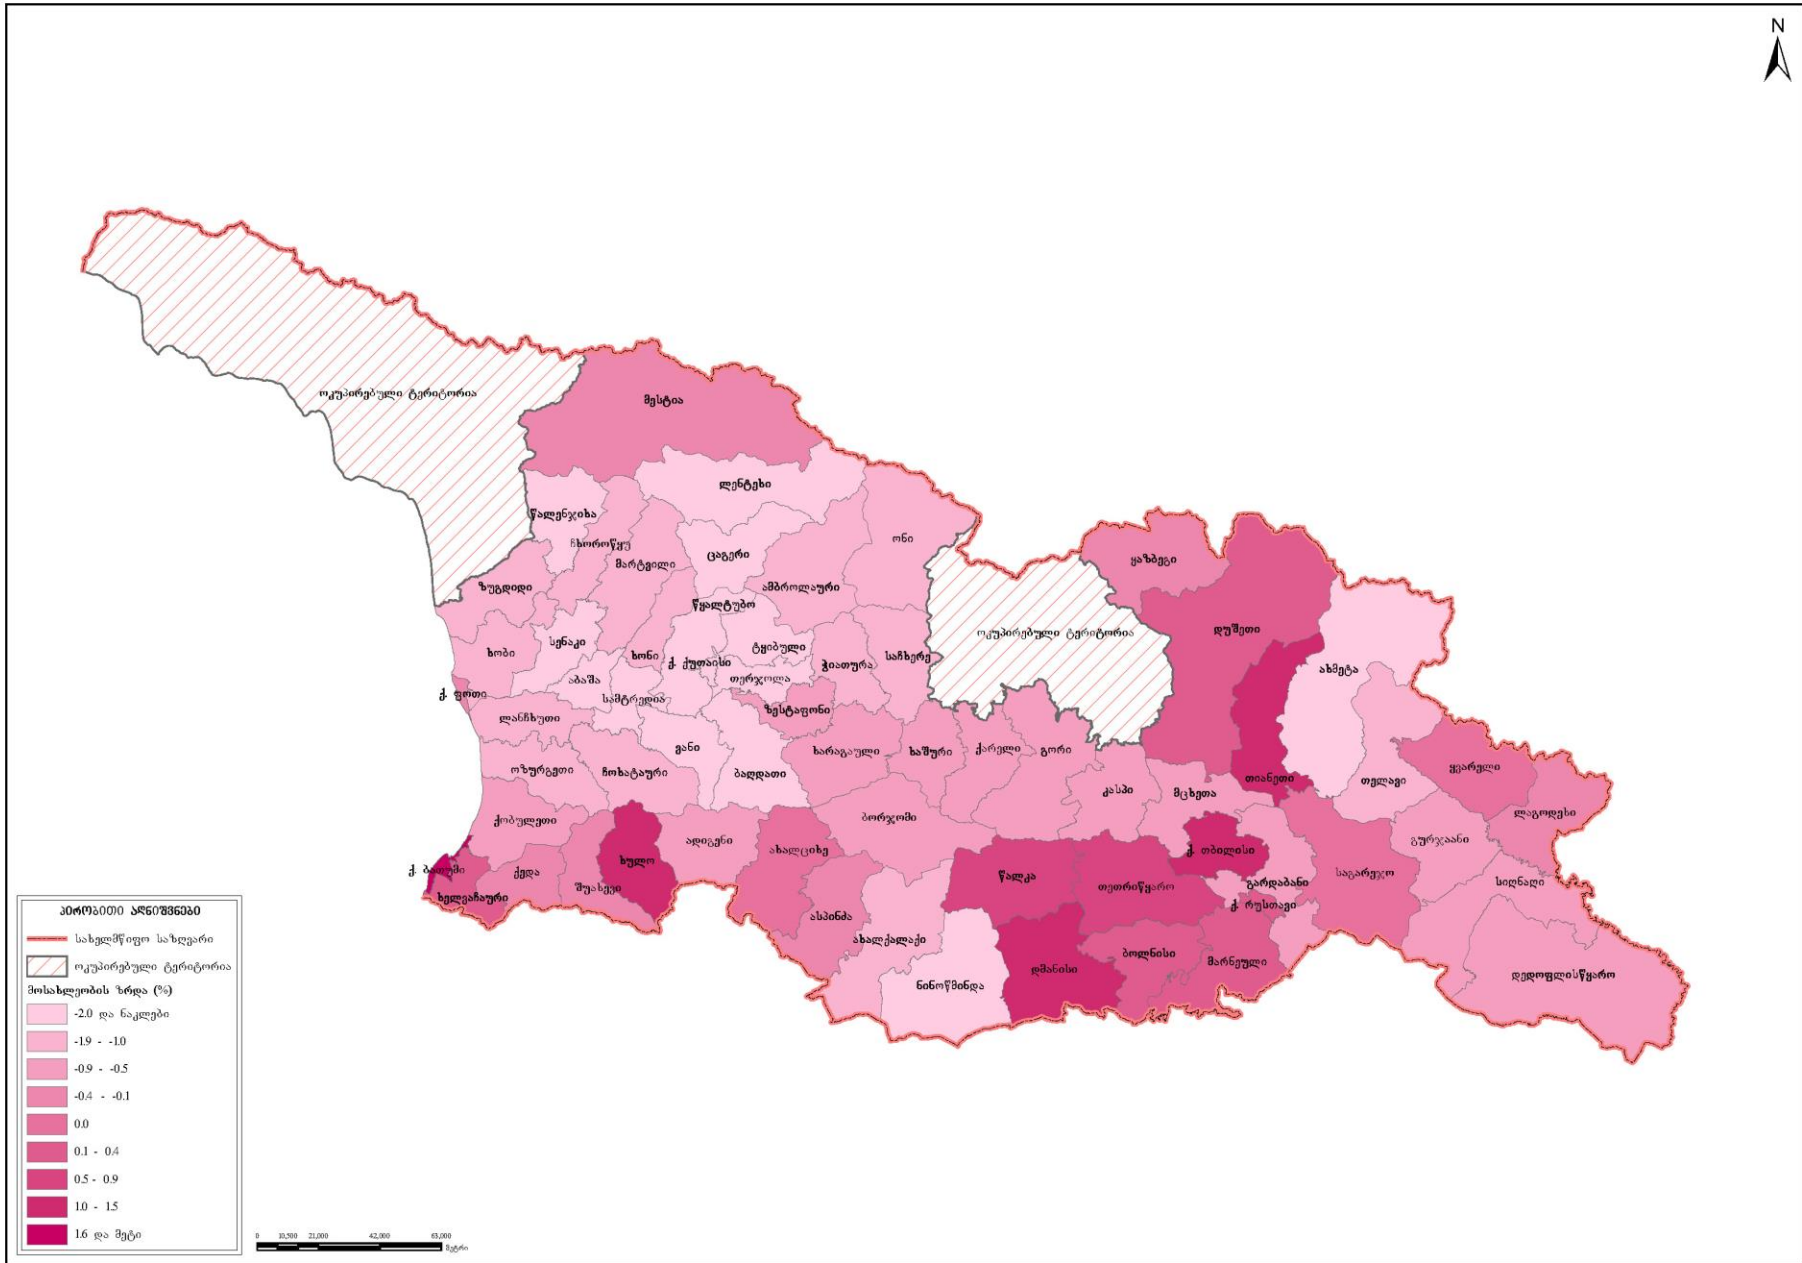 N
ოკუპირებული ტერიტორია
მესტია
ლენტეხი
წალენჯიხა
ჩხოროწყუ
ცაგერი
ონი
მარტვილი
ზუგდიდი
ამბროლაური
ყაზბეგი
წყალტუბო
სენაკი
ხობი
ხონი
ქ. ქუთაისი
ტყიბული
ჭიათურა
საჩხერე
ოკუპირებული ტერიტორია
დუშეთი
ახმეტა
აბაშა
თერჯოლა
ქ. ფოთი
სამტრედია
ზესტაფონი
ლანჩხუთი
ვანი
ხარაგაული
ხაშური
ქარელი
გორი
ოზურგეთი
ჩოხატაური
ბაღდათი
თიანეთი
თელავი
ყვარელი
კასპი
მცხეთა
ქობულეთი
ბორჯომი
ლაგოდეხი
ადიგენი
ახალციხე
გურჯაანი
ქ. ბათუმი
ქედა
ხულო
შუახევი
ქ. თბილისი
წალკა
თეთრიწყარო
გარდაბანი
საგარეჯო
სიღნაღი
ხელვაჩაური
ქ. რუსთავი
ასპინძა
ახალქალაქი
ბოლნისი
მარნეული
დმანისი
ნინოწმინდა
დედოფლისწყარო
პირობითი აღნიშვნები
სახელმწიფო საზღვარი
ოკუპირებული ტერიტორია
მოსახლეობის ზრდა (%)
-2.0 და ნაკლები
-1.9 - -1.0
-0.9 - -0.5
-0.4 - -0.1
0.0
0.1 - 0.4
0.5 - 0.9
1.0 - 1.5
1.6 და მეტი
0 10,500 21,000 42,000 63,000
მეტრი